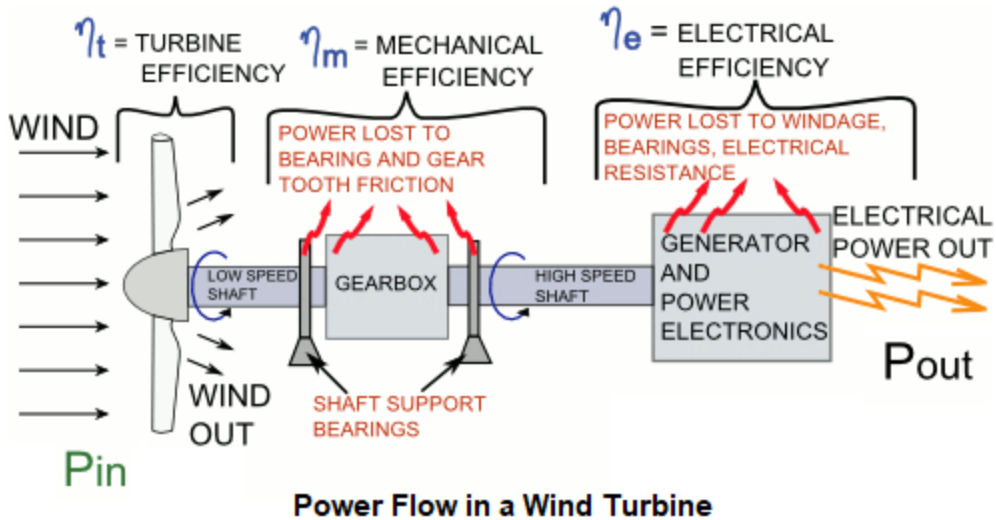 ηt = TURBINE
EFFICIENCY
ηm = MECHANICAL
EFFICIENCY
ηe = ELECTRICAL
EFFICIENCY
WIND
POWER LOST TO
BEARING AND GEAR
TOOTH FRICTION
POWER LOST TO WINDAGE,
BEARINGS, ELECTRICAL
RESISTANCE
LOW SPEED
SHAFT
GEARBOX
HIGH SPEED
SHAFT
GENERATOR
AND
POWER
ELECTRONICS
ELECTRICAL
POWER OUT
Pout
WIND
OUT
SHAFT SUPPORT
BEARINGS
Pin
Power Flow in a Wind Turbine